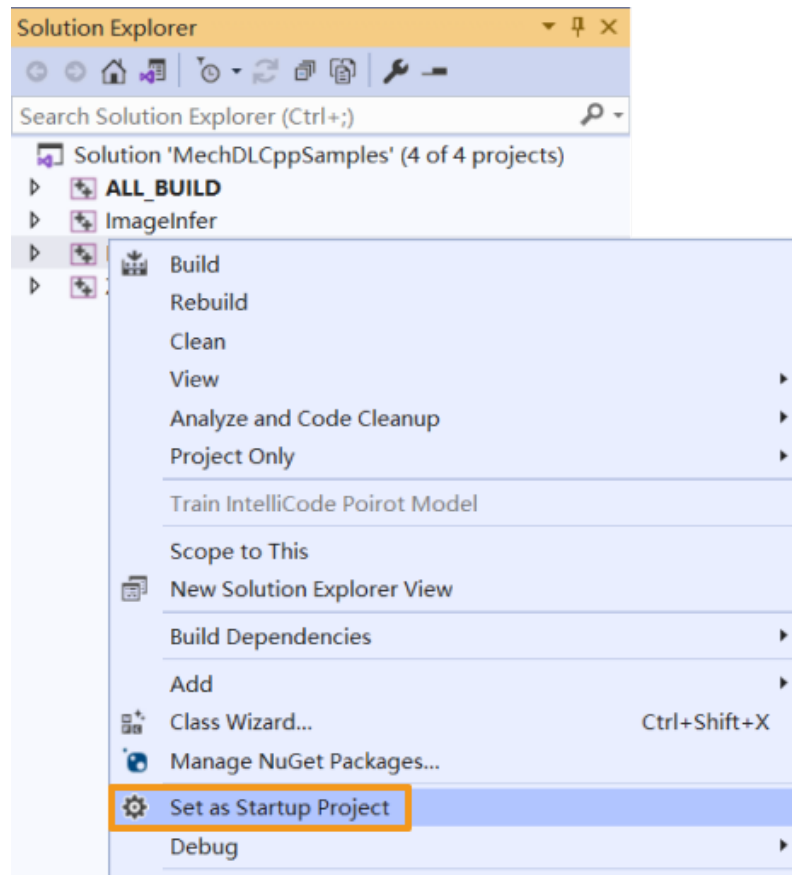 Solution Explorer
Search Solution Explorer (Ctrl+;)
Solution 'MechDLCppSamples' (4 of 4 projects)
ALL_BUILD
ImageInfer
Build
Rebuild
Clean
View
Analyze and Code Cleanup
Project Only
Train IntelliCode Poirot Model
Scope to This
New Solution Explorer View
Build Dependencies
Add
Class Wizard... Ctrl+Shift+X
Manage NuGet Packages...
Set as Startup Project
Debug